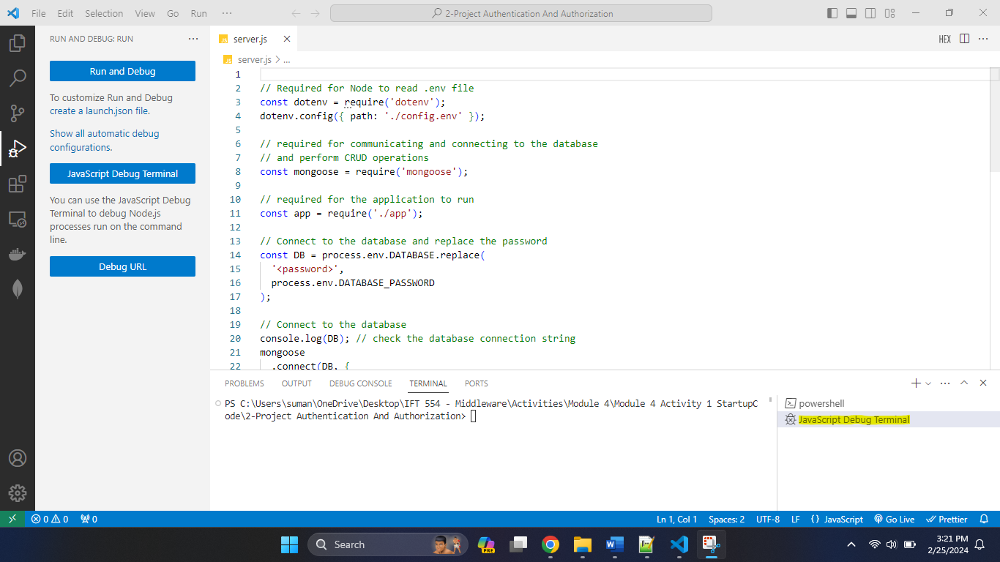 File Edit Selection View Go Run ···
2-Project Authentication And Authorization
RUN AND DEBUG: RUN
Run and Debug
To customize Run and Debug
create a launch.json file.
Show all automatic debug
configurations.
JavaScript Debug Terminal
You can use the JavaScript Debug
Terminal to debug Node.js
processes run on the command
line.
Debug URL
JS server.js
HEX
JS server.js > ...
1
2 // Required for Node to read .env file
3 const dotenv = require('dotenv');
4 dotenv.config({ path: './config.env' });
5
6 // required for communicating and connecting to the database
7 // and perform CRUD operations
8 const mongoose = require('mongoose');
9
10 // required for the application to run
11 const app = require('./app');
12
13 // Connect to the database and replace the password
14 const DB = process.env.DATABASE.replace(
15 '<password>',
16 process.env.DATABASE_PASSWORD
17 );
18
19 // Connect to the database
20 console.log(DB); // check the database connection string
21 mongoose
22 .connect(DB, {
PROBLEMS OUTPUT DEBUG CONSOLE TERMINAL PORTS
PS C:\Users\suman\OneDrive\Desktop\IFT 554 - Middleware\Activities\Module 4\Module 4 Activity 1 StartupC
ode\2-Project Authentication And Authorization>
powershell
JavaScript Debug Terminal
0 0 0
Ln 1, Col 1 Spaces: 2 UTF-8 LF {} JavaScript Go Live Prettier
Search
PRE
3:21 PM
2/25/2024